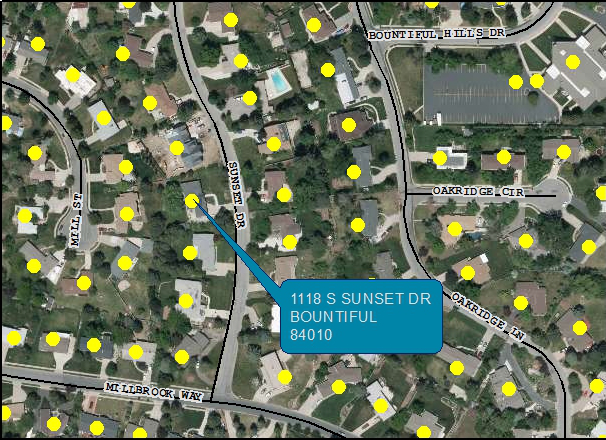 BOUNTIFUL HILLS DR
SUNSET DR
MILL ST
OAKRIDGE CIR
1118 S SUNSET DR
BOUNTIFUL
84010
OAKRIDGE LN
MILLBROOK WAY